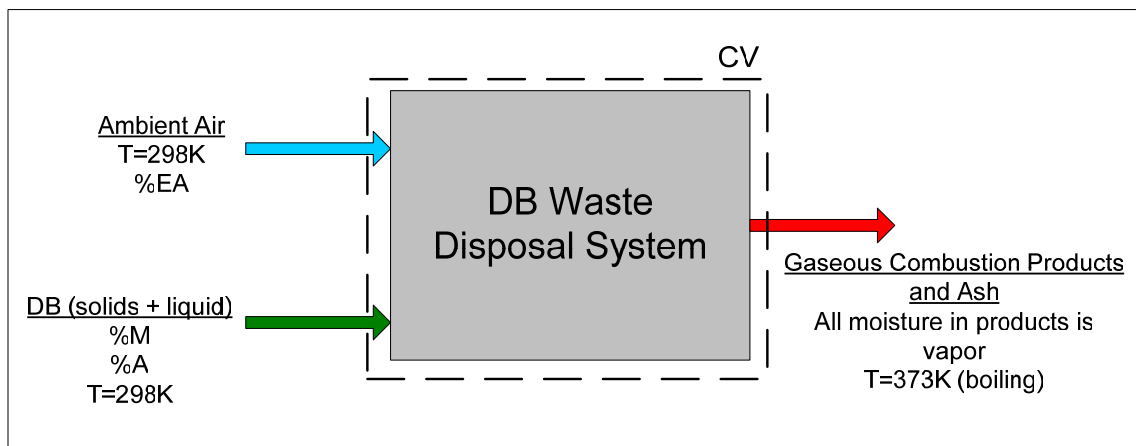 CV
Ambient Air
T=298K
%EA
DB Waste
Disposal System
DB (solids + liquid)
%M
%A
T=298K
Gaseous Combustion Products
and Ash
All moisture in products is
vapor
T=373K (boiling)